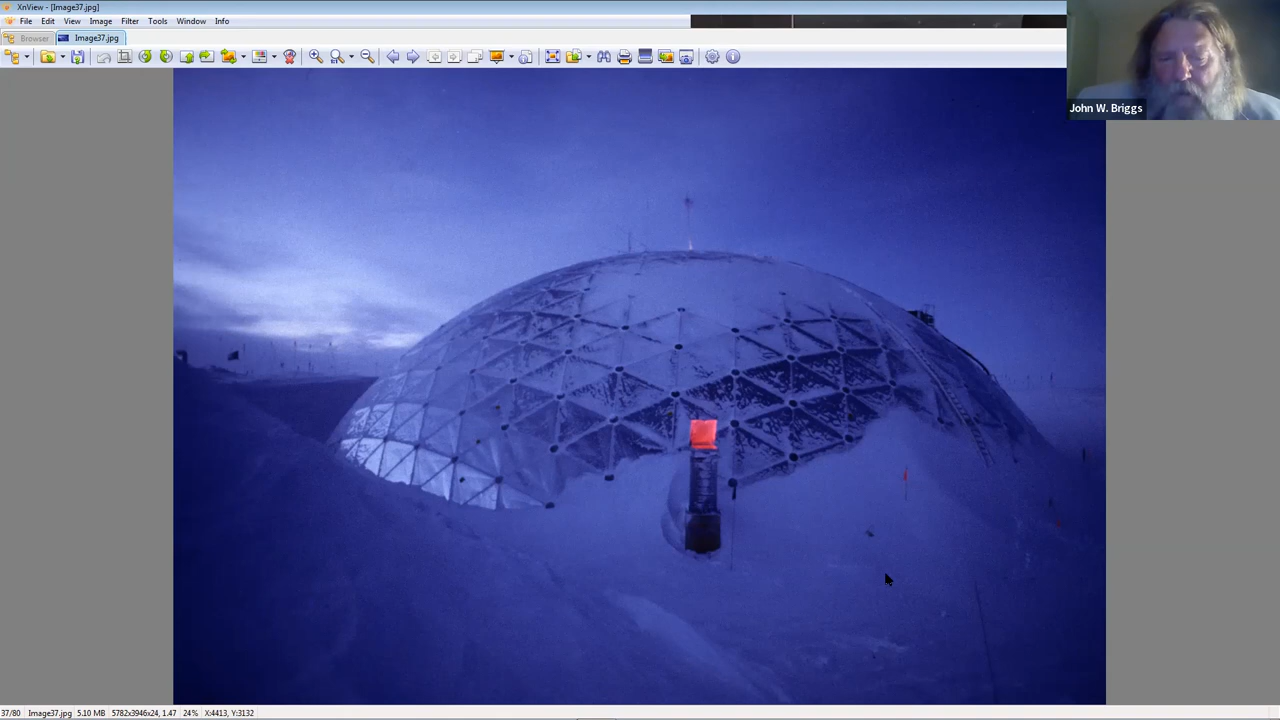 XnView - [Image37.jpg]
File Edit View Image Filter Tools Window Info
Browser Image37.jpg
John W. Briggs
37/80 Image37.jpg 5.10 MB 5782x3946x24, 1.47 24% X:4413, Y:3132